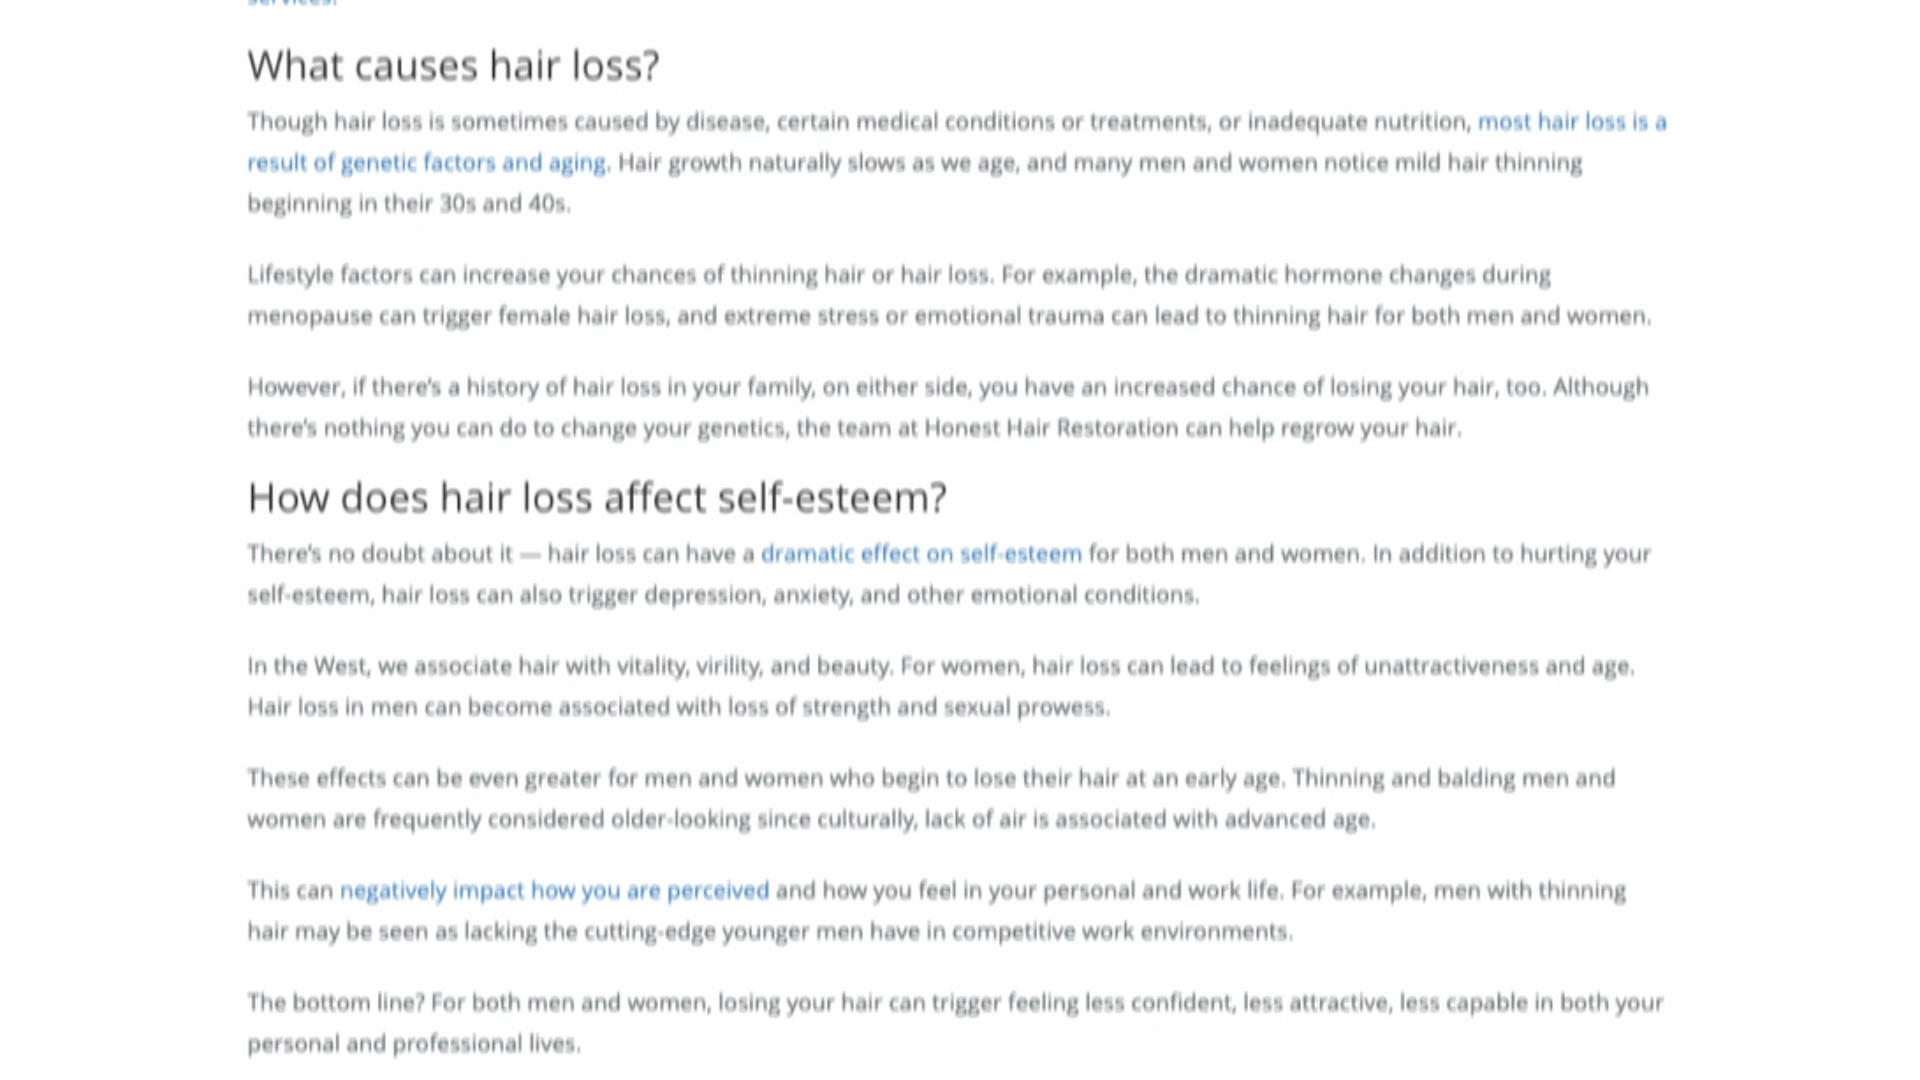 services.
What causes hair loss?
Though hair loss is sometimes caused by disease, certain medical conditions or treatments, or inadequate nutrition, most hair loss is a
result of genetic factors and aging. Hair growth naturally slows as we age, and many men and women notice mild hair thinning
beginning in their 30s and 40s.
Lifestyle factors can increase your chances of thinning hair or hair loss. For example, the dramatic hormone changes during
menopause can trigger female hair loss, and extreme stress or emotional trauma can lead to thinning hair for both men and women.
However, if there's a history of hair loss in your family, on either side, you have an increased chance of losing your hair, too. Although
there's nothing you can do to change your genetics, the team at Honest Hair Restoration can help regrow your hair.
How does hair loss affect self-esteem?
There's no doubt about it — hair loss can have a dramatic effect on self-esteem for both men and women. In addition to hurting your
self-esteem, hair loss can also trigger depression, anxiety, and other emotional conditions.
In the West, we associate hair with vitality, virility, and beauty. For women, hair loss can lead to feelings of unattractiveness and age.
Hair loss in men can become associated with loss of strength and sexual prowess.
These effects can be even greater for men and women who begin to lose their hair at an early age. Thinning and balding men and
women are frequently considered older-looking since culturally, lack of air is associated with advanced age.
This can negatively impact how you are perceived and how you feel in your personal and work life. For example, men with thinning
hair may be seen as lacking the cutting-edge younger men have in competitive work environments.
The bottom line? For both men and women, losing your hair can trigger feeling less confident, less attractive, less capable in both your
personal and professional lives.